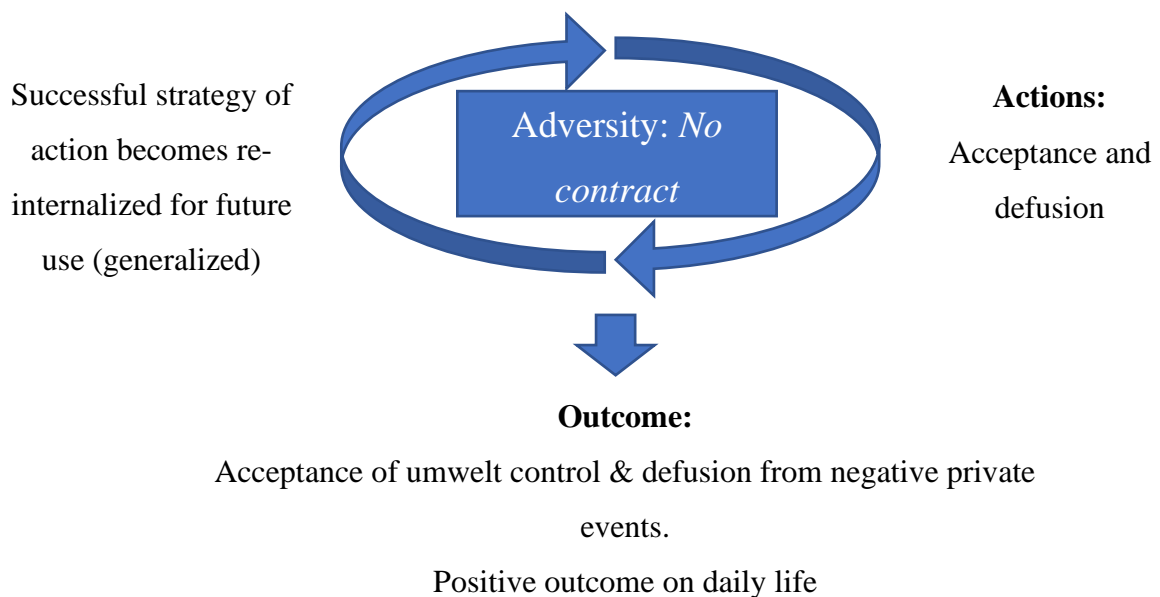 Successful strategy of
action becomes re-
internalized for future
use (generalized)
Adversity: No
contract
Actions:
Acceptance and
defusion
Outcome:
Acceptance of umwelt control & defusion from negative private
events.
Positive outcome on daily life